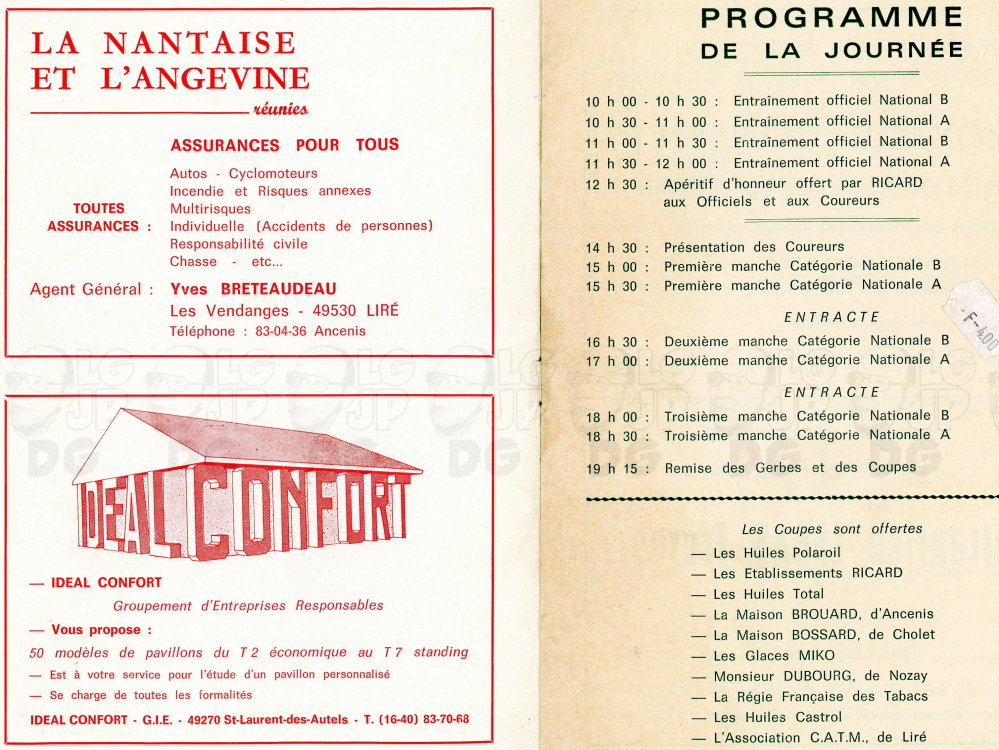 LA NANTAISE
ET L'ANGEVINE
réunies
ASSURANCES POUR TOUS
TOUTES
ASSURANCES :
Autos - Cyclomoteurs
Incendie et Risques annexes
Multirisques
Individuelle (Accidents de personnes)
Responsabilité civile
Chasse - etc...
Agent Général : Yves BRETEAUDEAU
Les Vendanges - 49530 LIRÉ
Téléphone : 83-04-36 Ancenis
IDEAL CONFORT
— IDEAL CONFORT
Groupement d'Entreprises Responsables
— Vous propose :
50 modèles de pavillons du T 2 économique au T 7 standing
— Est à votre service pour l'étude d'un pavillon personnalisé
— Se charge de toutes les formalités
IDEAL CONFORT - G.I.E. - 49270 St-Laurent-des-Autels - T. (16-40) 83-70-68
PROGRAMME
DE LA JOURNÉE
10 h 00 - 10 h 30 : Entraînement officiel National B
10 h 30 - 11 h 00 : Entraînement officiel National A
11 h 00 - 11 h 30 : Entraînement officiel National B
11 h 30 - 12 h 00 : Entraînement officiel National A
12 h 30 : Apéritif d'honneur offert par RICARD
aux Officiels et aux Coureurs
14 h 30 : Présentation des Coureurs
15 h 00 : Première manche Catégorie Nationale B
15 h 30 : Première manche Catégorie Nationale A
ENTRACTE
16 h 30 : Deuxième manche Catégorie Nationale B
17 h 00 : Deuxième manche Catégorie Nationale A
ENTRACTE
18 h 00 : Troisième manche Catégorie Nationale B
18 h 30 : Troisième manche Catégorie Nationale A
19 h 15 : Remise des Gerbes et des Coupes
F-400
Les Coupes sont offertes
— Les Huiles Polaroil
— Les Etablissements RICARD
— Les Huiles Total
— La Maison BROUARD, d'Ancenis
— La Maison BOSSARD, de Cholet
— Les Glaces MIKO
— Monsieur DUBOURG, de Nozay
— La Régie Française des Tabacs
— Les Huiles Castrol
— L'Association C.A.T.M., de Liré
LG
JP
DG